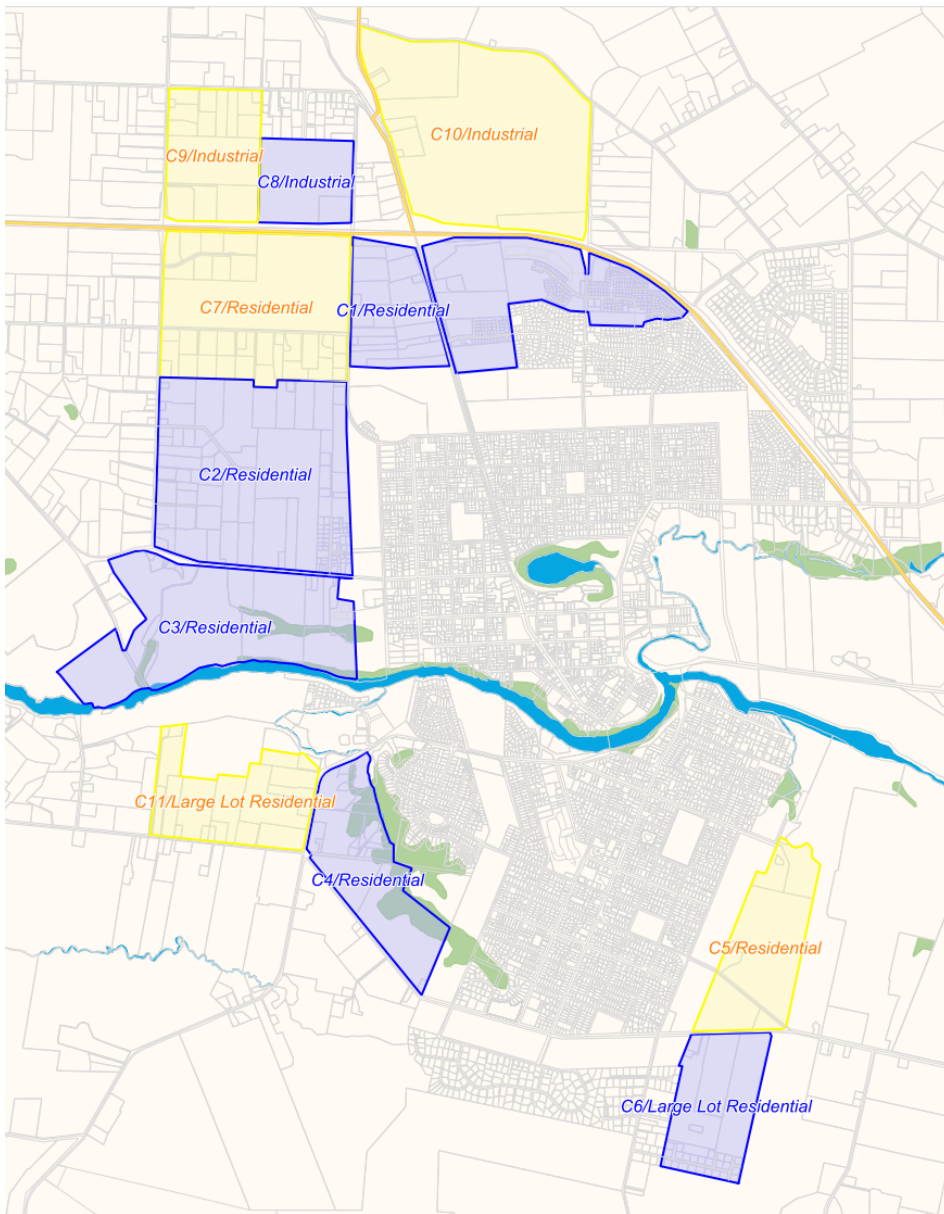 C10/Industrial
C9/Industrial
C8/Industrial
C7/Residential
C1/Residential
C2/Residential
C3/Residential
C11/Large Lot Residential
C4/Residential
C5/Residential
C6/Large Lot Residential